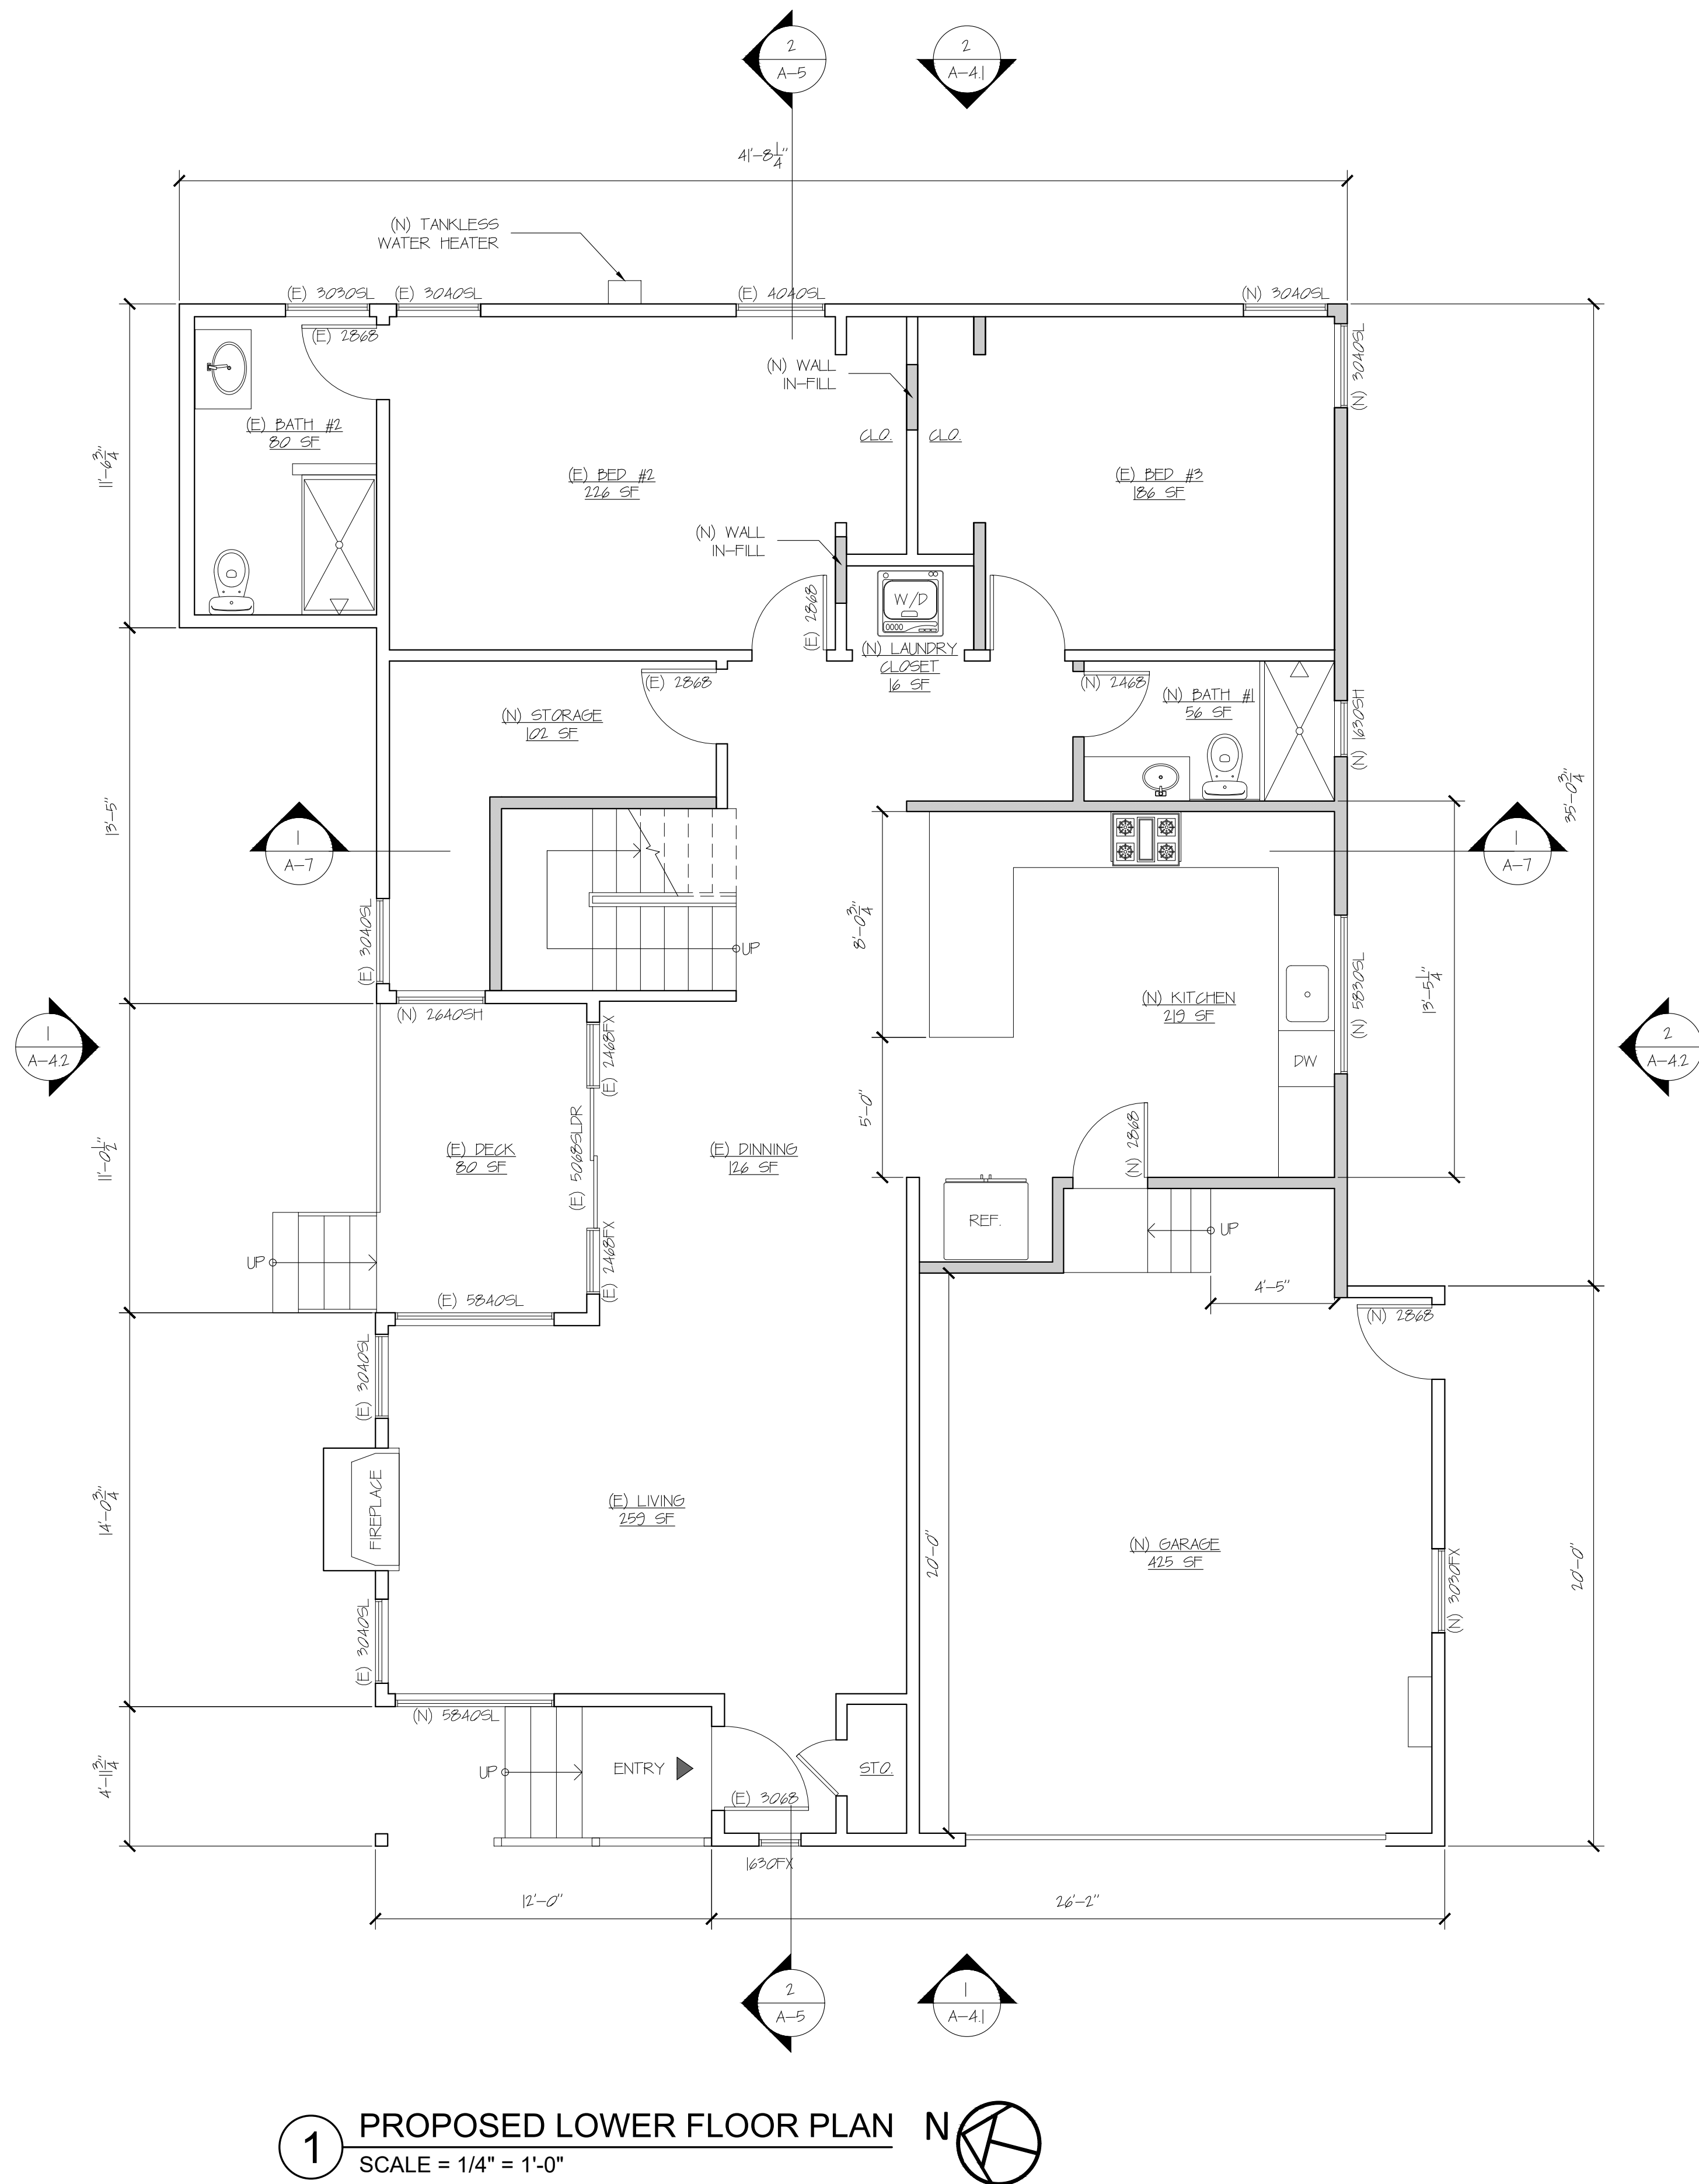 2
A-5
2
A-4.1
41'-8 1/4"
(N) TANKLESS
WATER HEATER
(E) 3030SL
(E) 3040SL
(E) 4040SL
(N) 3040SL
(E) 2868
(N) 3040SL
(N) WALL
IN-FILL
(E) BATH #2
80 SF
CLO.
CLO.
11'-6 3/4"
(E) BED #2
226 SF
(E) BED #3
186 SF
(N) WALL
IN-FILL
(E) 2868
W/D
(N) LAUNDRY
CLOSET
16 SF
(E) 2868
(N) 2468
(N) BATH #1
56 SF
(N) 1630SH
(N) STORAGE
102 SF
13'-5"
35'-0 3/4"
1
A-7
1
A-7
(E) 3040SL
UP
8'-0 3/4"
(N) KITCHEN
219 SF
(N) 5830SL
13'-5 1/4"
(N) 2640SH
1
A-4.2
2
A-4.2
(E) 2468FX
DW
5'-0"
11'-0 1/2"
(E) DECK
80 SF
(E) 5068SLDR
(E) DINNING
126 SF
(N) 2868
REF.
UP
UP
(E) 2468FX
4'-5"
(E) 5840SL
(N) 2868
(E) 3040SL
FIREPLACE
14'-0 3/4"
(E) LIVING
259 SF
20'-0"
(N) GARAGE
425 SF
(N) 3030FX
20'-0"
(E) 3040SL
(N) 5840SL
4'-11 3/4"
UP
ENTRY
STO.
(E) 3068
1630FX
12'-0"
26'-2"
2
A-5
1
A-4.1
1
PROPOSED LOWER FLOOR PLAN
N
SCALE = 1/4" = 1'-0"